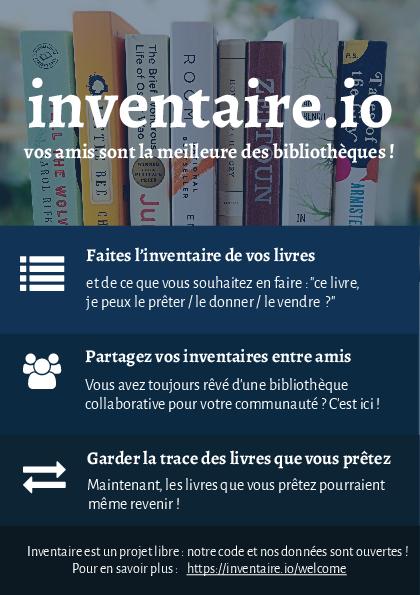 inventaire.io
vos amis sont la meilleure des bibliothèques !
Faites l'inventaire de vos livres
et de ce que vous souhaitez en faire : "ce livre,
je peux le prêter / le donner / le vendre ?"
Partagez vos inventaires entre amis
Vous avez toujours rêvé d'une bibliothèque
collaborative pour votre communauté ? C'est ici !
Garder la trace des livres que vous prêtez
Maintenant, les livres que vous prêtez pourraient
même revenir !
Inventaire est un projet libre : notre code et nos données sont ouvertes !
Pour en savoir plus : https://inventaire.io/welcome